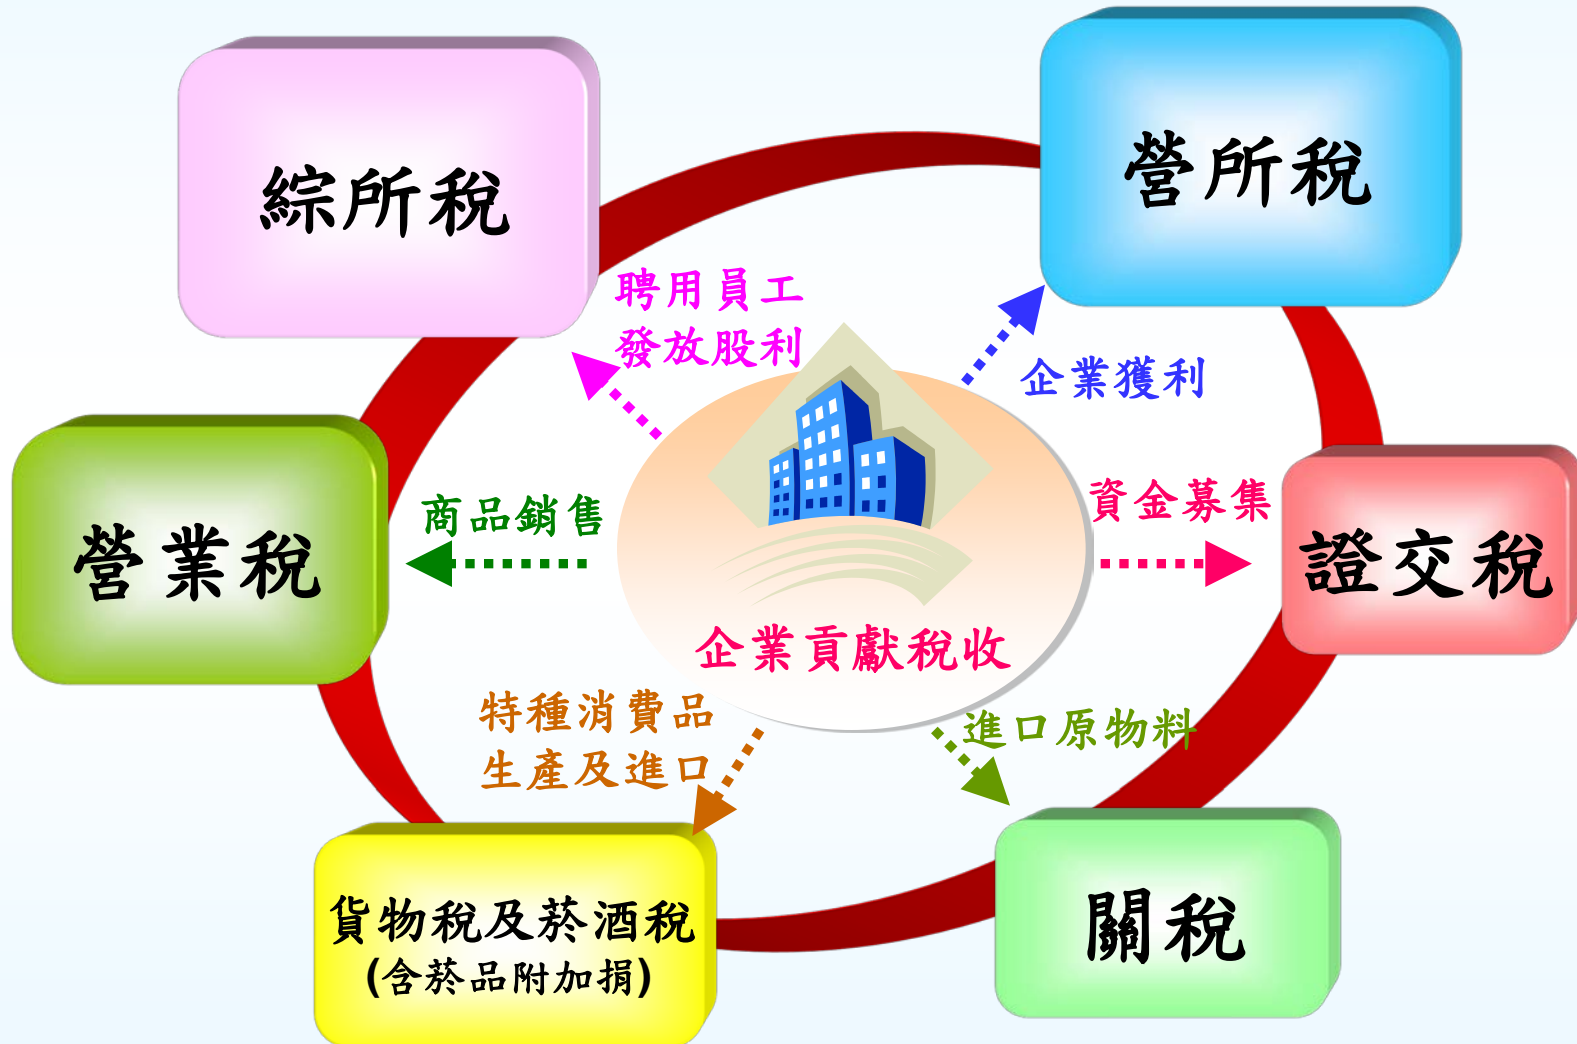 綜所稅
營所稅
聘用員工
發放股利
企業獲利
商品銷售
資金募集
營業稅
證交稅
企業貢獻稅收
特種消費品
生產及進口
進口原物料
貨物稅及菸酒稅
(含菸品附加捐)
關稅